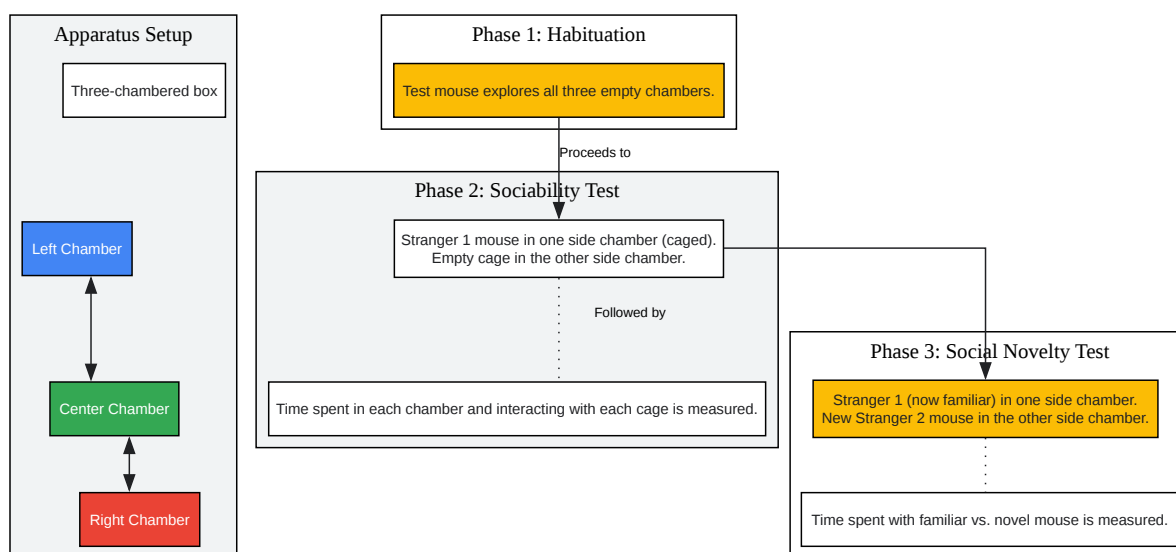 Apparatus Setup
Three-chambered box
Left Chamber
Center Chamber
Right Chamber
Phase 1: Habituation
Test mouse explores all three empty chambers.
Proceeds to
Phase 2: Sociability Test
Stranger 1 mouse in one side chamber (caged).
Empty cage in the other side chamber.
Followed by
Time spent in each chamber and interacting with each cage is measured.
Phase 3: Social Novelty Test
Stranger 1 (now familiar) in one side chamber.
New Stranger 2 mouse in the other side chamber.
Time spent with familiar vs. novel mouse is measured.